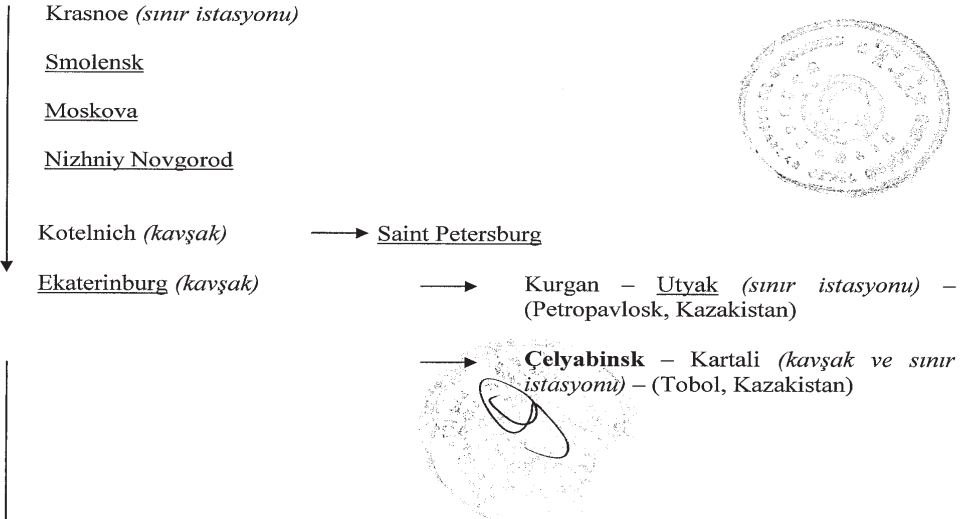 Krasnoe (sınır istasyonu)
Smolensk
Moskova
Nizhniy Novgorod
Kotelnich (kavşak) → Saint Petersburg
Ekaterinburg (kavşak) → Kurgan – Utyak (sınır istasyonu) –
(Petropavlosk, Kazakistan)
→ Çelyabinsk – Kartali (kavşak ve sınır
istasyonu) – (Tobol, Kazakistan)
T.C.